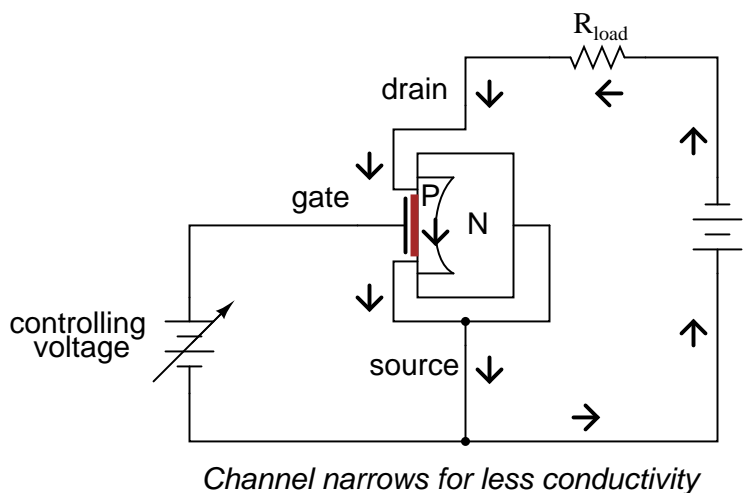 R_load
drain
P
gate
N
controlling
voltage
source
Channel narrows for less conductivity